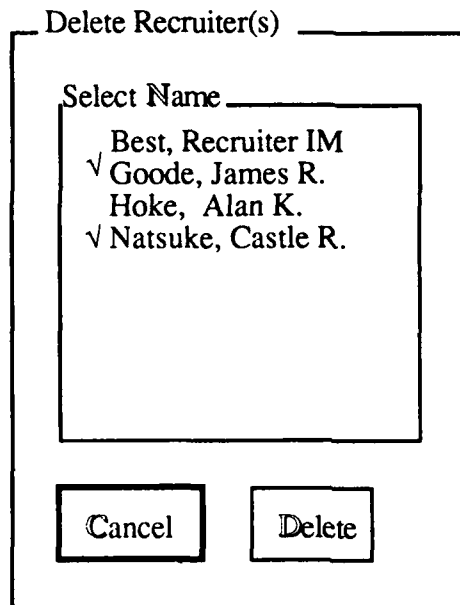 Delete Recruiter(s)
Select Name
Best, Recruiter IM
√ Goode, James R.
Hoke, Alan K.
√ Natsuke, Castle R.
Cancel Delete